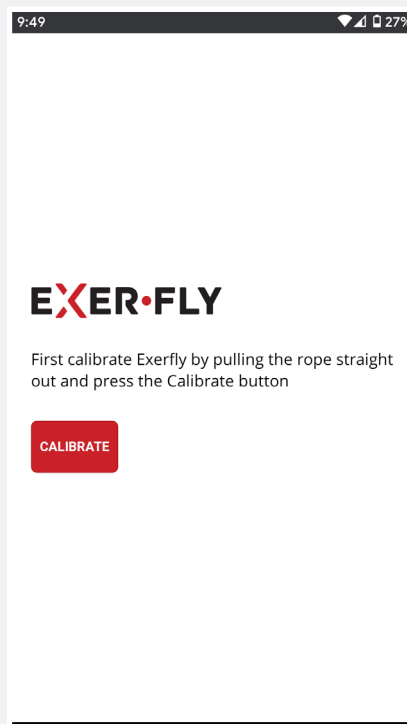 9:49 27%
EXER•FLY
First calibrate Exerfly by pulling the rope straight
out and press the Calibrate button
CALIBRATE